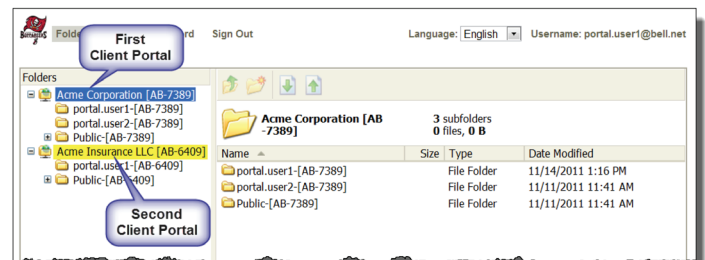 BUCCANEERS
Folde
rd
Sign Out
Language: English
Username: portal.user1@bell.net
First
Client Portal
Folders
Acme Corporation [AB-7389]
portal.user1-[AB-7389]
portal.user2-[AB-7389]
Public-[AB-7389]
Acme Insurance LLC [AB-6409]
portal.user1-[AB-6409]
Public-[AB-6409]
Second
Client Portal
Acme Corporation [AB
-7389]
3 subfolders
0 files, 0 B
Name Size Type Date Modified
portal.user1-[AB-7389] File Folder 11/14/2011 1:16 PM
portal.user2-[AB-7389] File Folder 11/11/2011 11:41 AM
Public-[AB-7389] File Folder 11/11/2011 11:41 AM